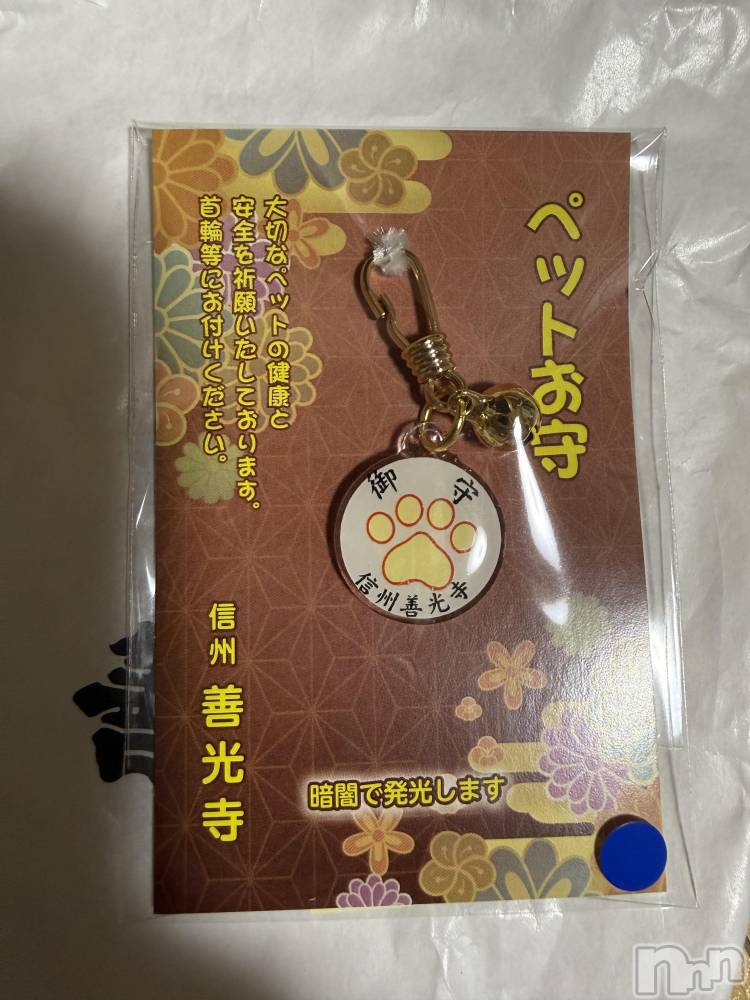 ペットお守
大切なペットの健康と
安全を祈願いたしております。
首輪等にお付けください。
御守
信州善光寺
信州 善光寺
暗闇で発光します
nnn